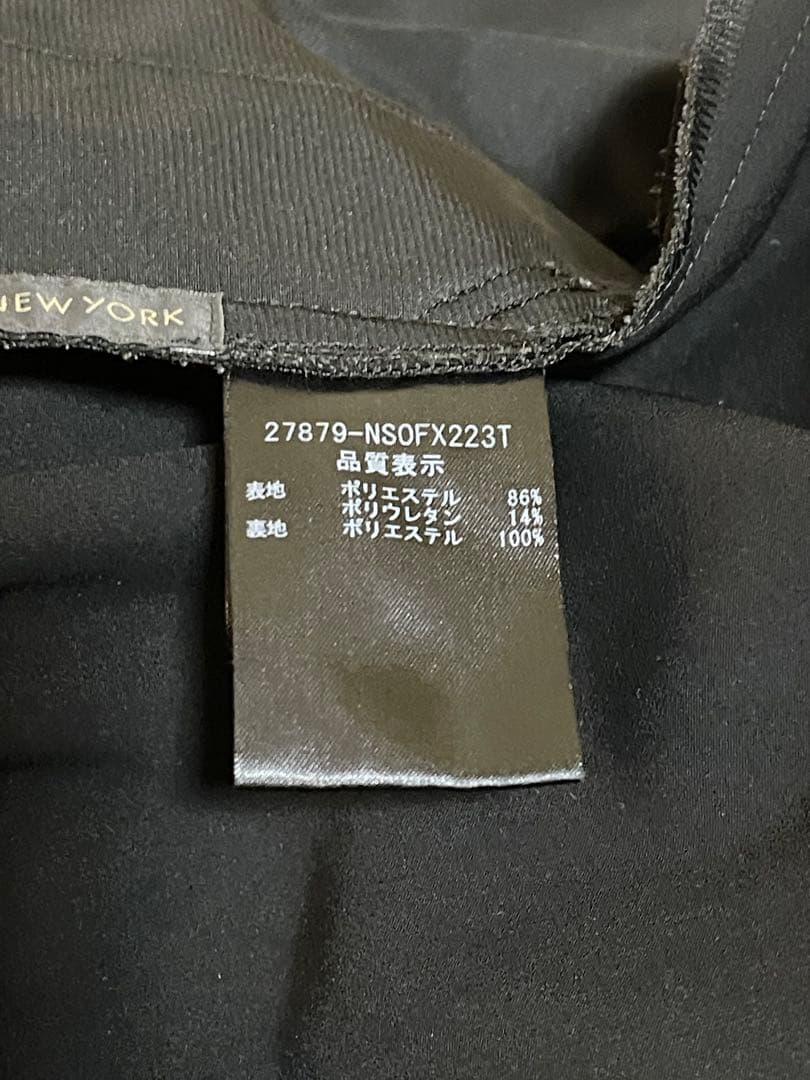 NEW YORK
27879-NSOFX223T
品質表示
表地 ポリエステル 86%
ポリウレタン 14%
裏地 ポリエステル 100%